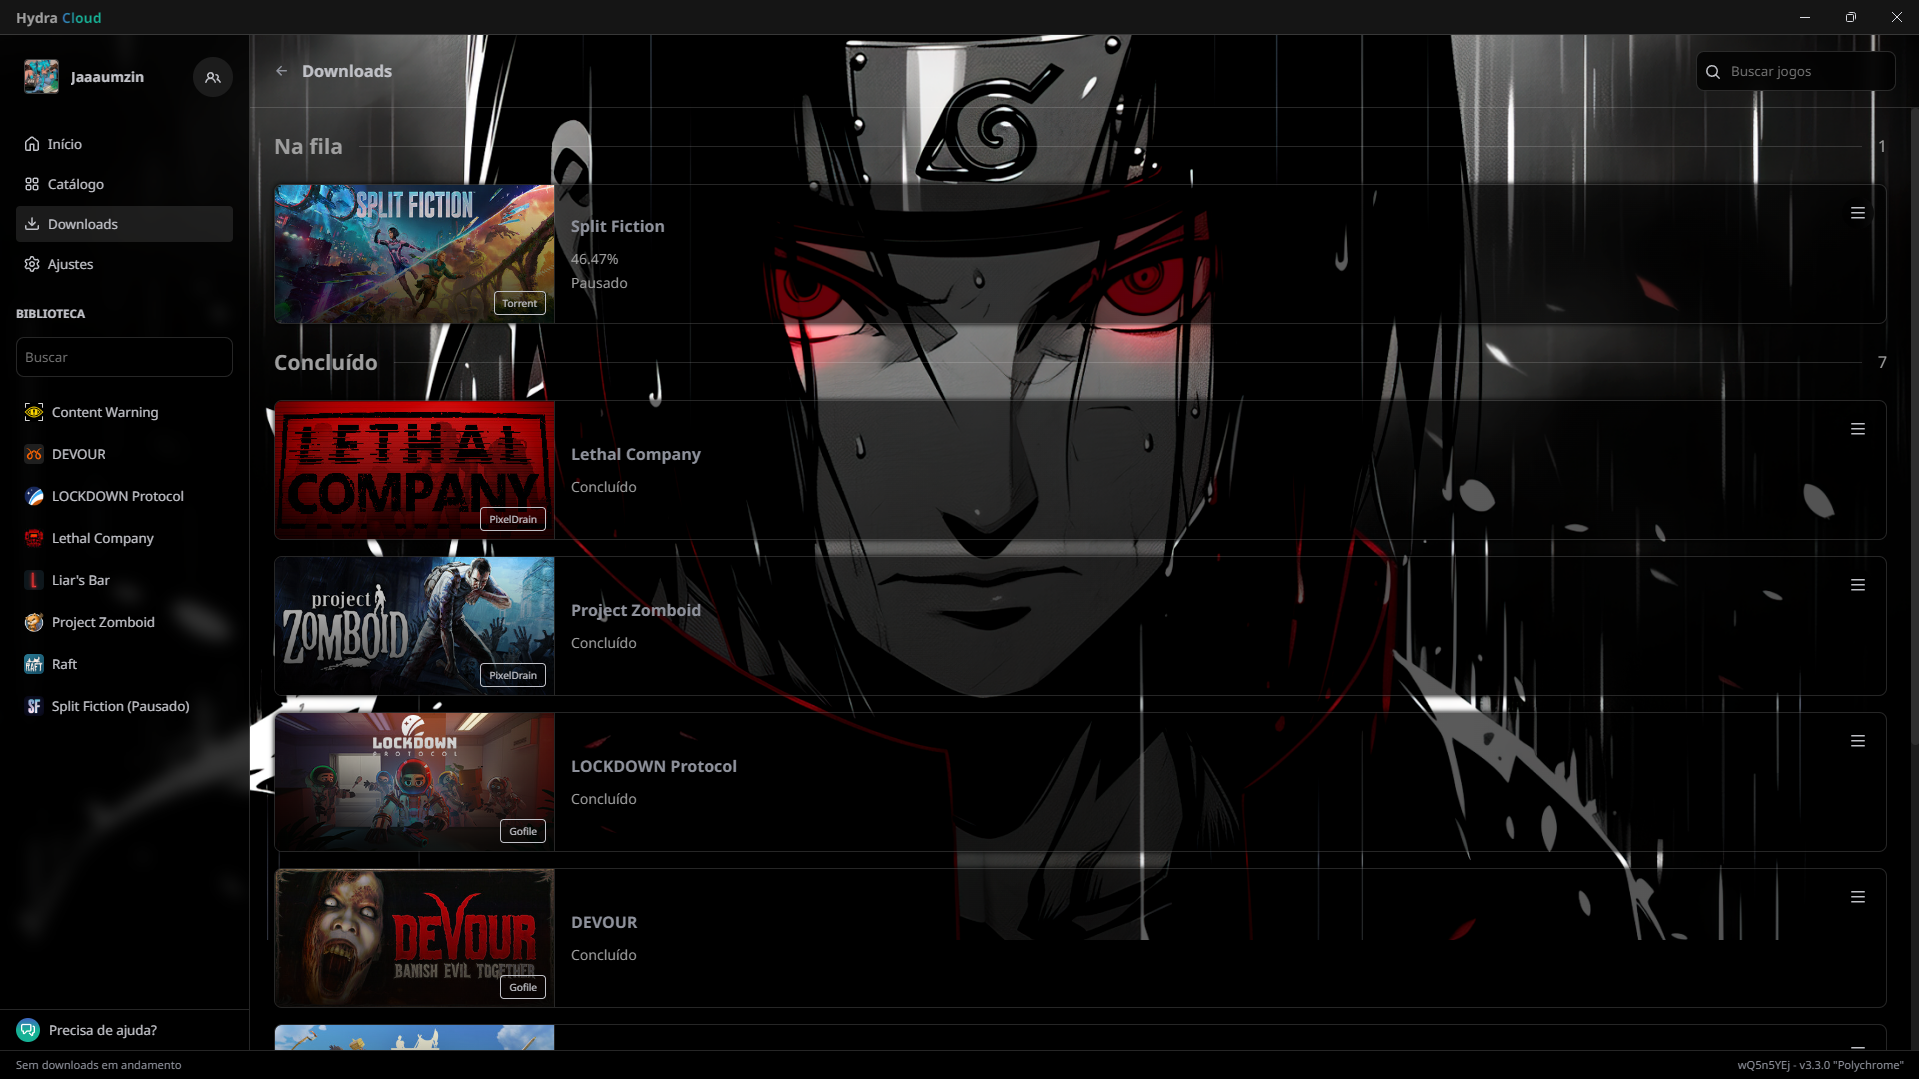 Hydra Cloud
Jaaaumzin
Início
Catálogo
Downloads
Ajustes
BIBLIOTECA
Buscar
Content Warning
DEVOUR
LOCKDOWN Protocol
Lethal Company
Liar's Bar
Project Zomboid
Raft
Split Fiction (Pausado)
Precisa de ajuda?
Sem downloads em andamento
Downloads
Buscar jogos
Na fila
1
SPLIT FICTION
Torrent
Split Fiction
46.47%
Pausado
Concluído
7
LETHAL
COMPANY
PixelDrain
Lethal Company
Concluído
project
ZOMBOID
PixelDrain
Project Zomboid
Concluído
LOCKDOWN
PROTOCOL
Gofile
LOCKDOWN Protocol
Concluído
DEVOUR
BANISH EVIL TOGETHER
Gofile
DEVOUR
Concluído
wQ5n5YEj - v3.3.0 "Polychrome"